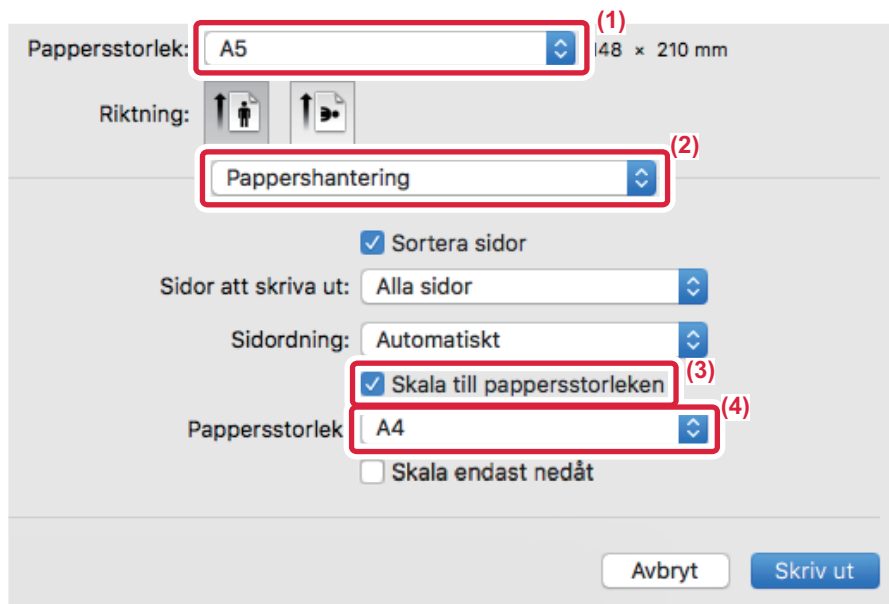 (1)
Pappersstorlek: A5 148 × 210 mm
Riktning:
(2)
Pappershantering
Sortera sidor
Sidor att skriva ut: Alla sidor
Sidordning: Automatiskt
Skala till pappersstorleken (3)
(4)
Pappersstorlek A4
Skala endast nedåt
Avbryt Skriv ut